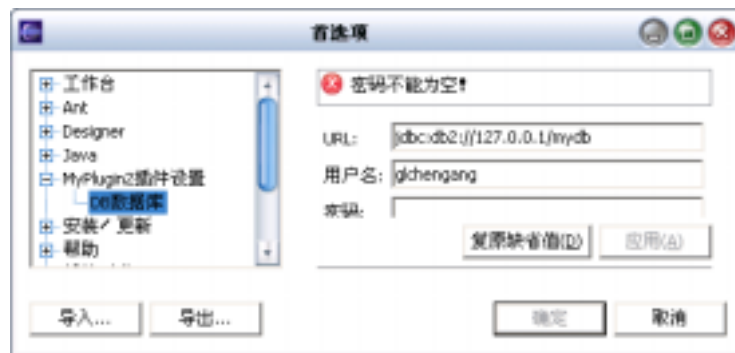 首选项
工作台
Ant
Designer
Java
MyPlugin2插件设置
DB数据库
安装/更新
帮助
导入...
导出...
密码不能为空!
URL: jdbc:db2://127.0.0.1/mydb
用户名: glchengang
密码:
复原缺省值(D)
应用(A)
确定
取消